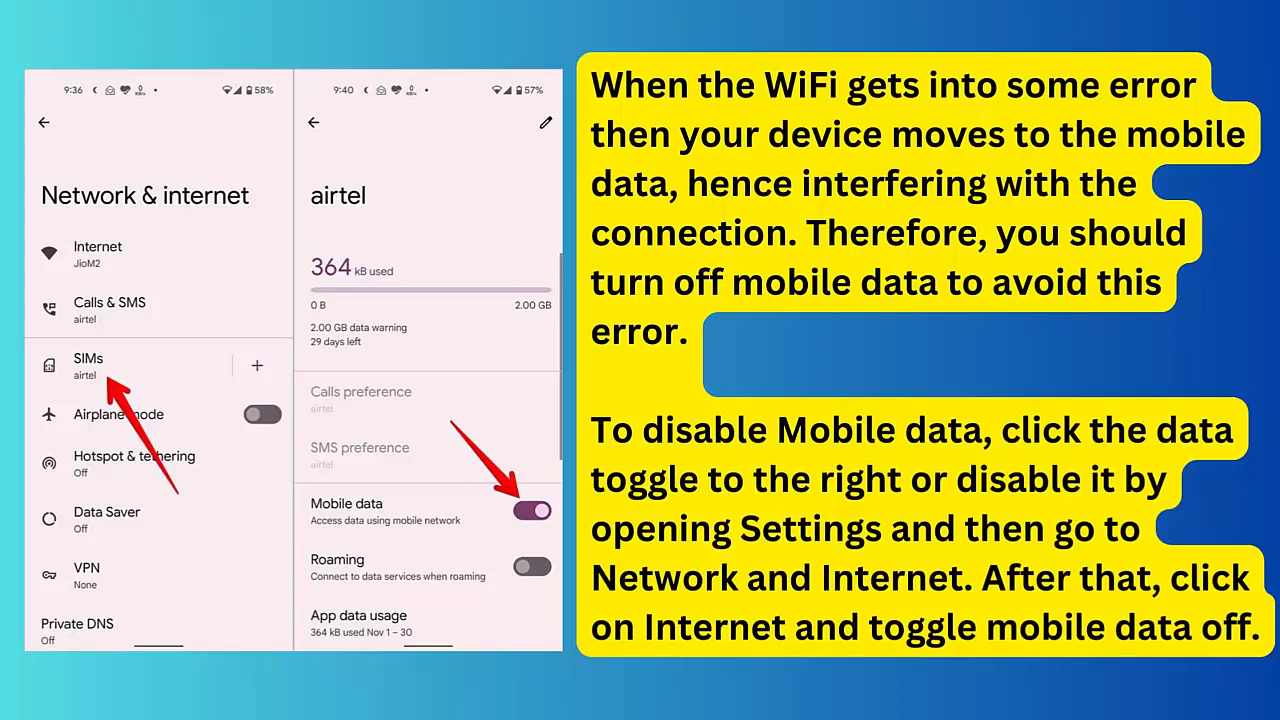 9:36
58%
Network & internet
Internet
JioM2
Calls & SMS
airtel
SIMs
airtel
+
Airplane mode
Hotspot & tethering
Off
Data Saver
Off
VPN
None
Private DNS
Off
9:40
57%
airtel
364 kB used
0 B 2.00 GB
2.00 GB data warning
29 days left
Calls preference
airtel
SMS preference
airtel
Mobile data
Access data using mobile network
Roaming
Connect to data services when roaming
App data usage
364 kB used Nov 1 – 30
When the WiFi gets into some error
then your device moves to the mobile
data, hence interfering with the
connection. Therefore, you should
turn off mobile data to avoid this
error.
To disable Mobile data, click the data
toggle to the right or disable it by
opening Settings and then go to
Network and Internet. After that, click
on Internet and toggle mobile data off.